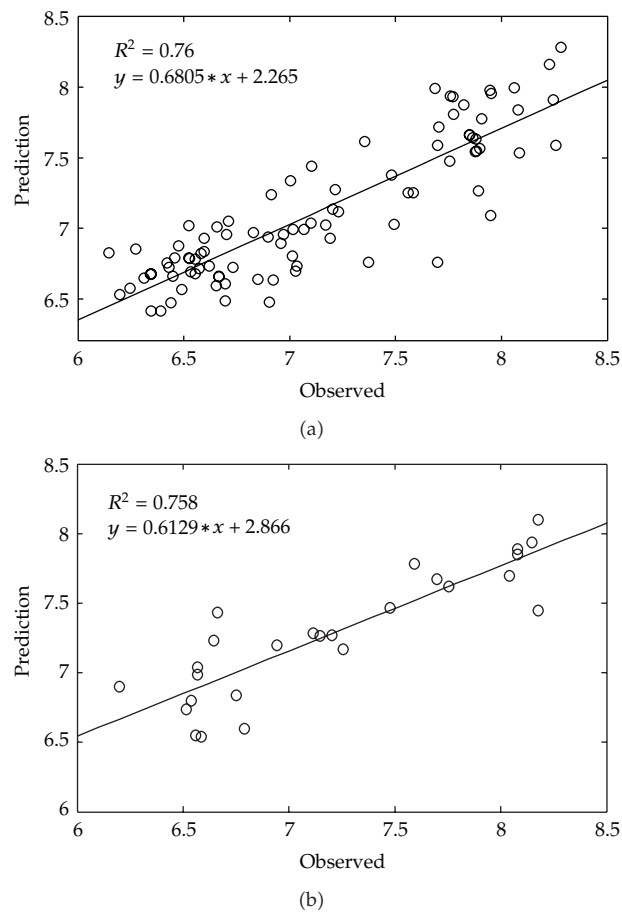 8.5
R² = 0.76
y = 0.6805 * x + 2.265
8
7.5
Prediction
7
6.5
6 6.5 7 7.5 8 8.5
Observed
(a)
8.5
R² = 0.758
y = 0.6129 * x + 2.866
8
7.5
Prediction
7
6.5
6
6 6.5 7 7.5 8 8.5
Observed
(b)